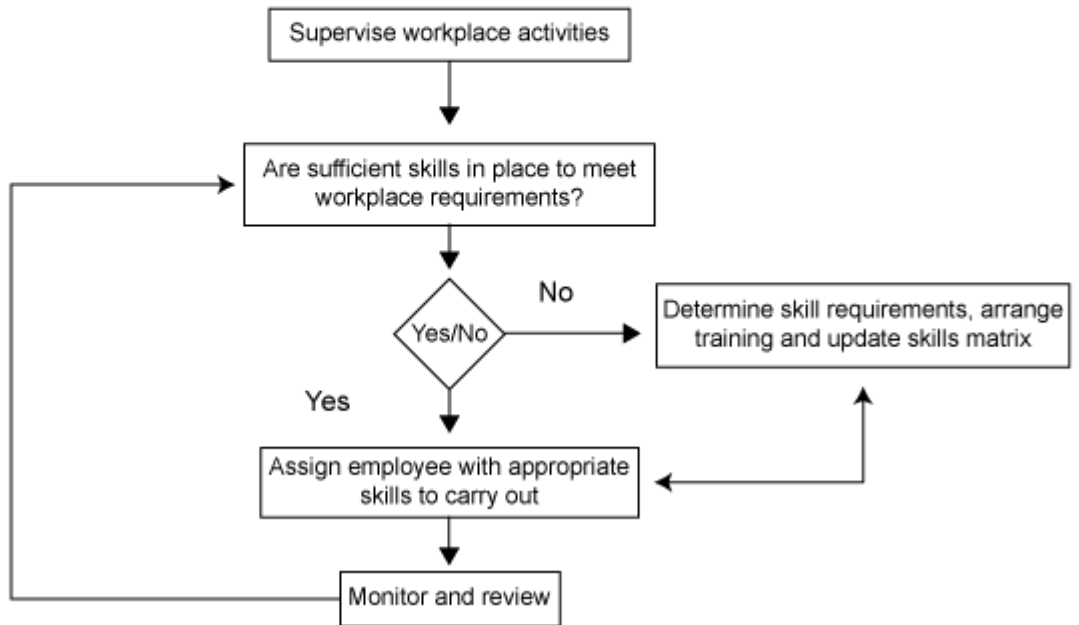 Supervise workplace activities
Are sufficient skills in place to meet
workplace requirements?
No
Yes/No
Determine skill requirements, arrange
training and update skills matrix
Yes
Assign employee with appropriate
skills to carry out
Monitor and review